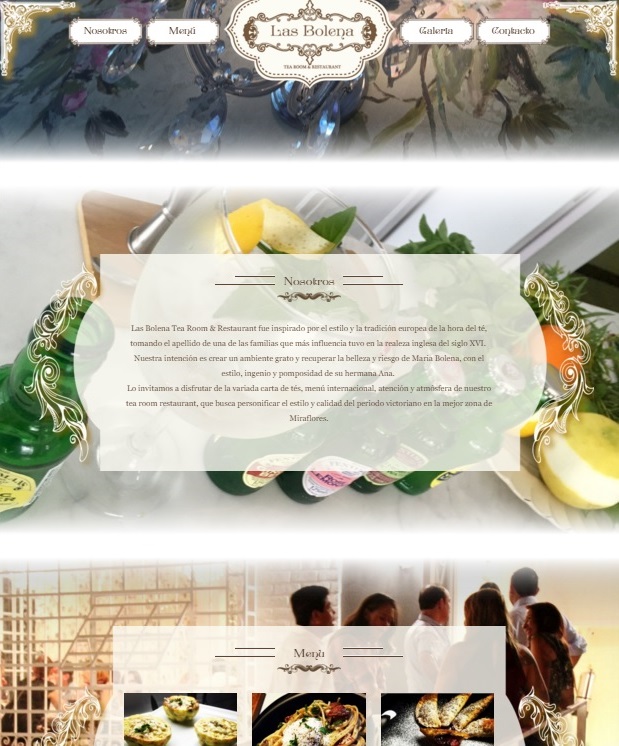 Nosotros
Menú
Las Bolena
TEA ROOM & RESTAURANT
Galeria
Contacto
Nosotros
Las Bolena Tea Room & Restaurant fue inspirado por el estilo y la tradición europea de la hora del té,
tomando el apellido de una de las familias que más influencia tuvo en la realeza inglesa del siglo XVI.
Nuestra intención es crear un ambiente grato y recuperar la belleza y riesgo de María Bolena, con el
estilo, ingenio y pomposidad de su hermana Ana.
Lo invitamos a disfrutar de la variada carta de tés, menú internacional, atención y atmósfera de nuestro
tea room restaurant, que busca personificar el estilo y calidad del periodo victoriano en la mejor zona de
Miraflores.
Menú